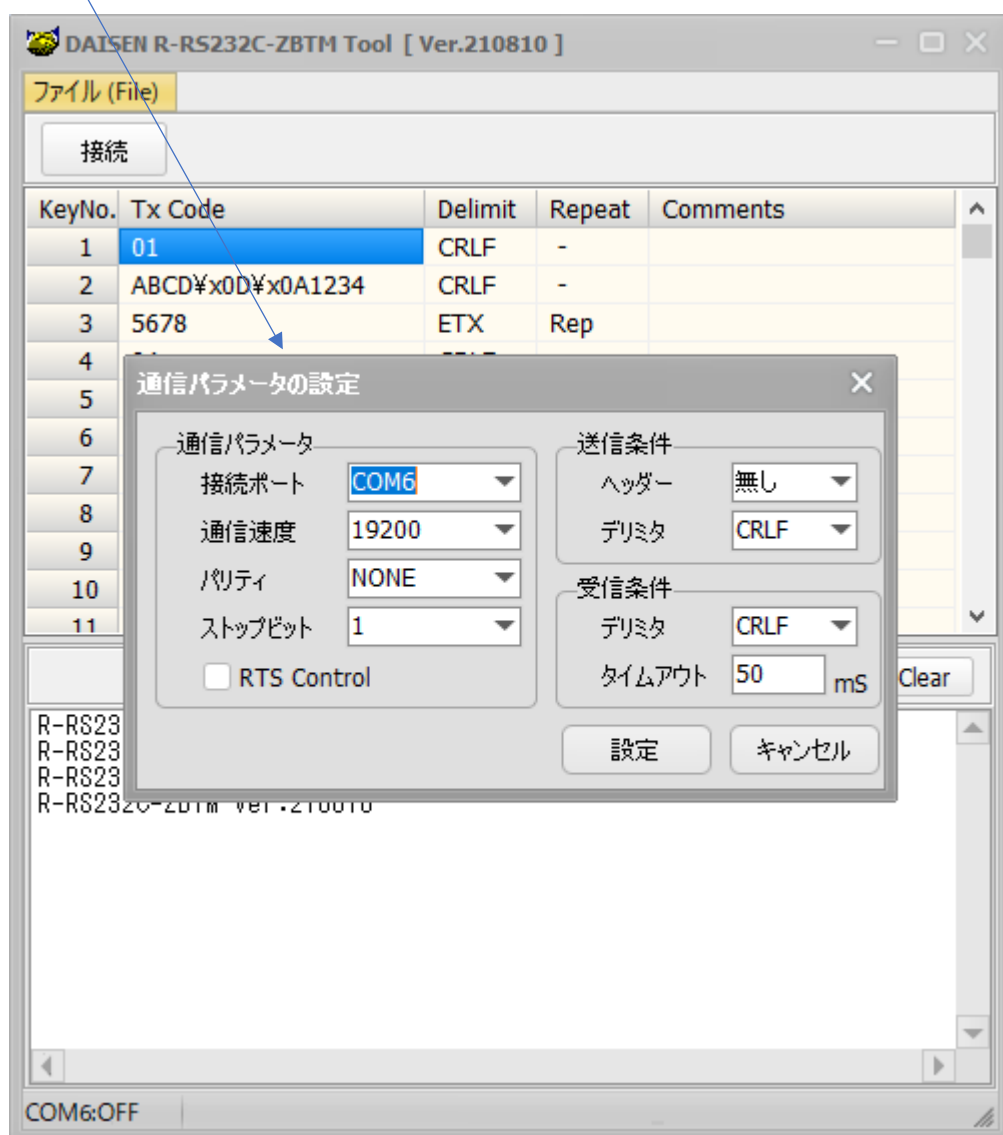 DAISEN R-RS232C-ZBTM Tool [ Ver.210810 ]
ファイル (File)
接続
KeyNo. Tx Code Delimit Repeat Comments
1 01 CRLF -
2 ABCD¥x0D¥x0A1234 CRLF -
3 5678 ETX Rep
4
5
6
7
8
9
10
11
通信パラメータの設定
通信パラメータ
接続ポート COM6
通信速度 19200
パリティ NONE
ストップビット 1
RTS Control
送信条件
ヘッダー 無し
デリミタ CRLF
受信条件
デリミタ CRLF
タイムアウト 50 mS
設定 キャンセル
Clear
R-RS23
R-RS23
R-RS23
R-RS232C-ZBTM Ver.210810
COM6:OFF